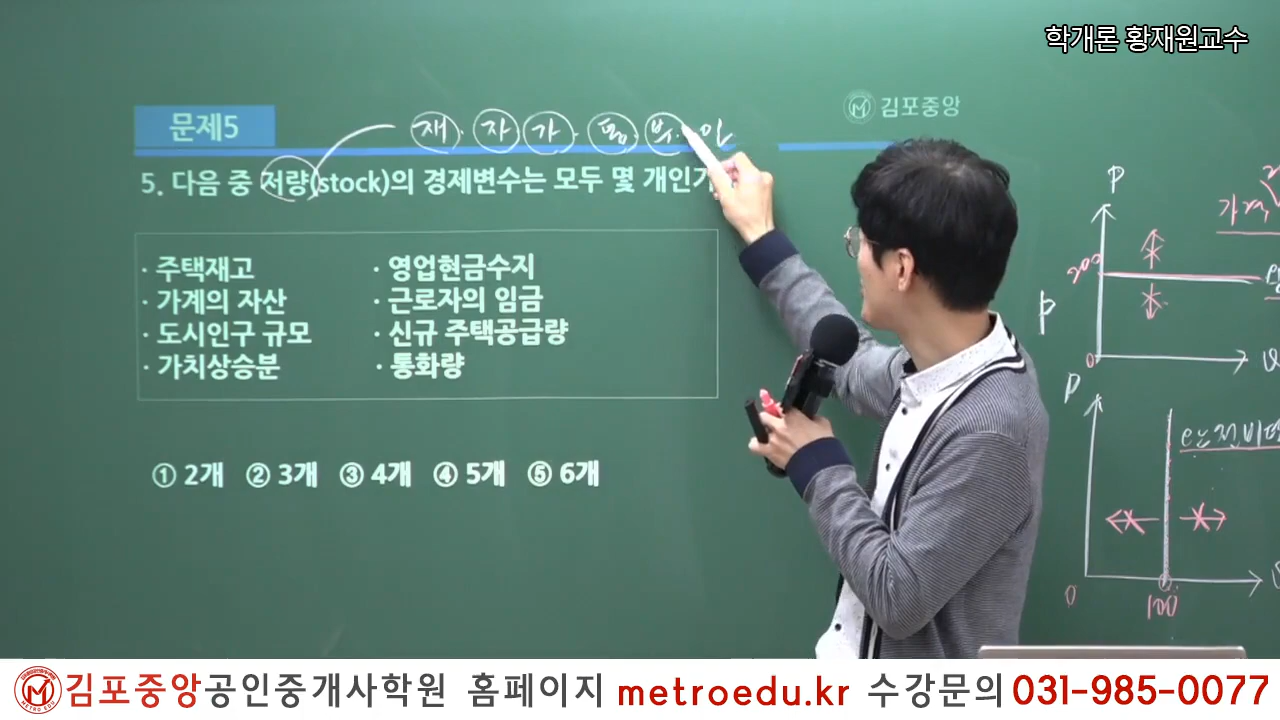 학개론 황재원교수
김포중앙
문제5
재. 자 가. 통. 부. 인
5. 다음 중 저량(stock)의 경제변수는 모두 몇 개인가
· 주택재고
· 영업현금수지
· 가계의 자산
· 근로자의 임금
· 도시인구 규모
· 신규 주택공급량
· 가치상승분
· 통화량
① 2개 ② 3개 ③ 4개 ④ 5개 ⑤ 6개
P
200
P
0
P
0
100
김포중앙공인중개사학원 홈페이지 metroedu.kr 수강문의 031-985-0077